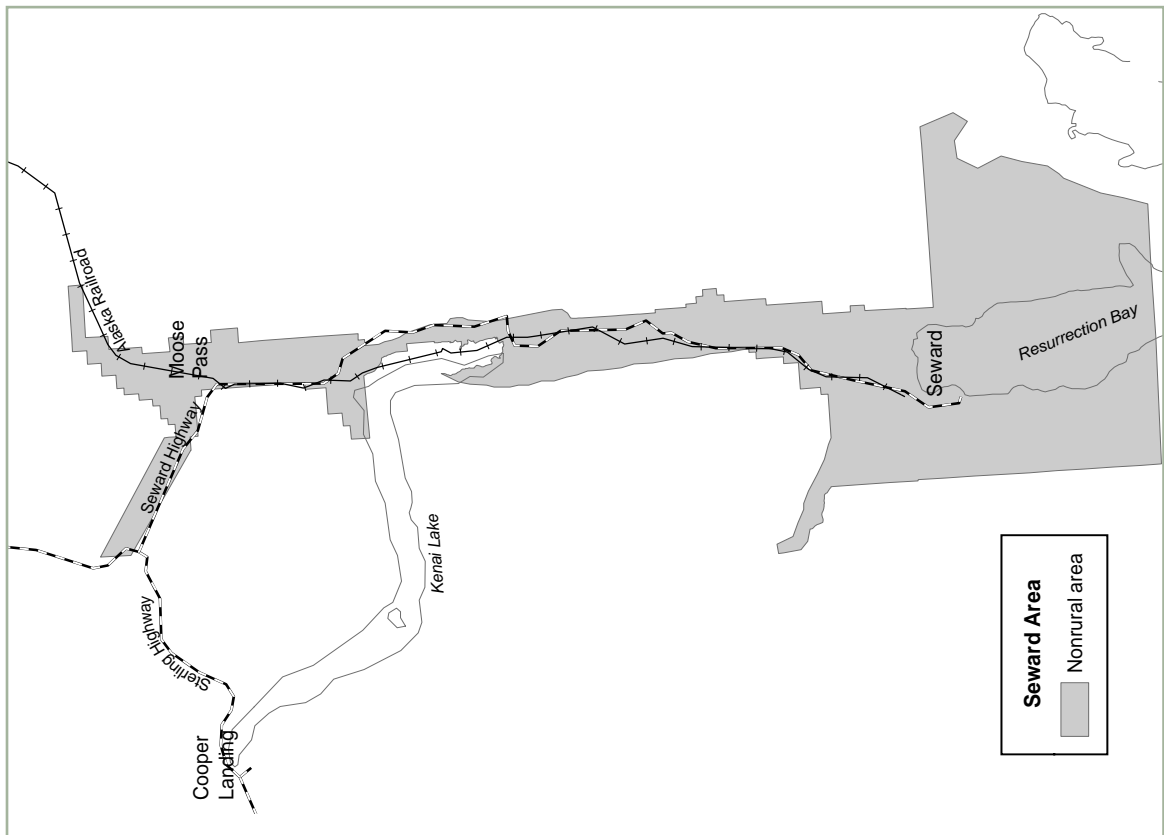 Alaska Railroad
Moose
Pass
Seward Highway
Sterling Highway
Cooper
Landing
Kenai Lake
Seward
Resurrection Bay
Seward Area
Nonrural area